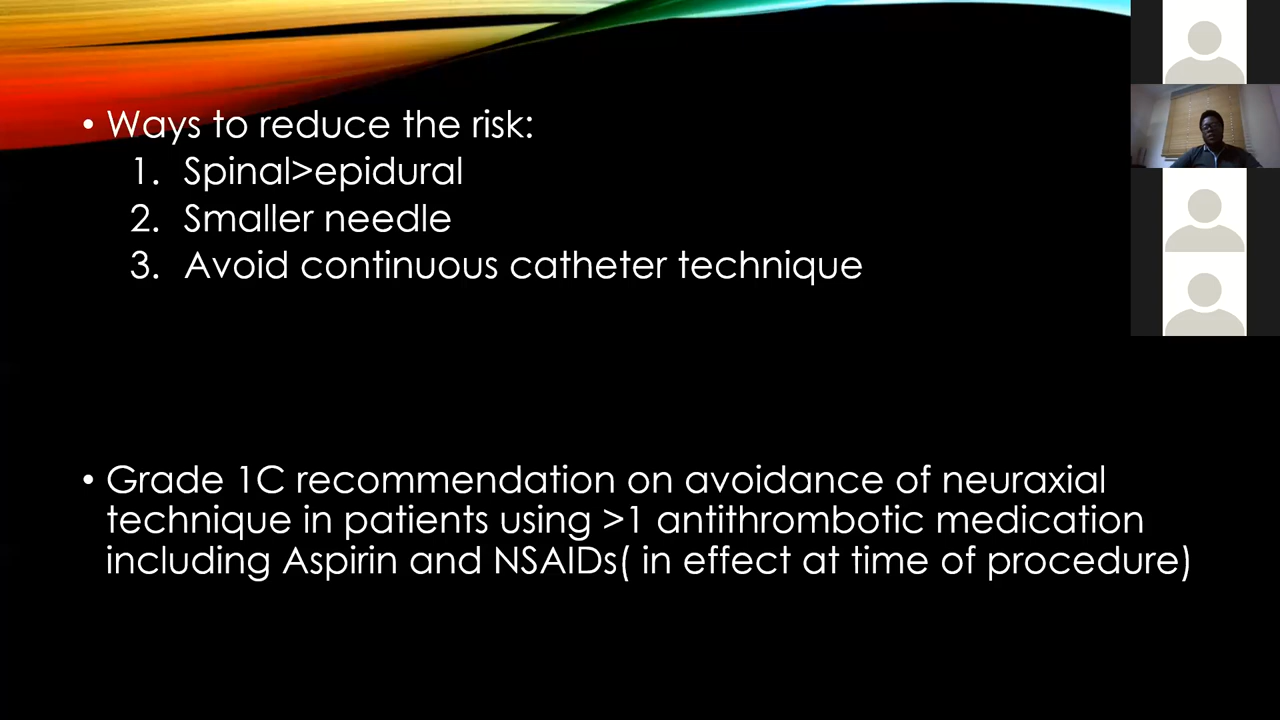 • Ways to reduce the risk:
1. Spinal>epidural
2. Smaller needle
3. Avoid continuous catheter technique
• Grade 1C recommendation on avoidance of neuraxial
technique in patients using >1 antithrombotic medication
including Aspirin and NSAIDs( in effect at time of procedure)